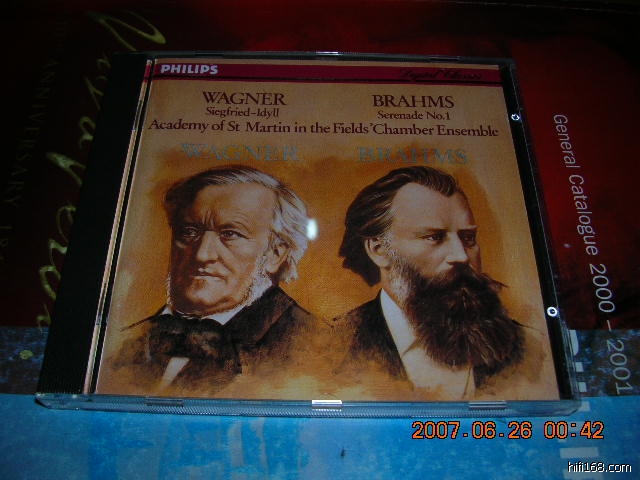 PHILIPS
Digital Classics
WAGNER
Siegfried-Idyll
BRAHMS
Serenade No.1
Academy of St Martin in the Fields' Chamber Ensemble
WAGNER
BRAHMS
General Catalogue 2000 - 2001
ANNIVERSARY
2007.06.26 00:42
hifi168.com